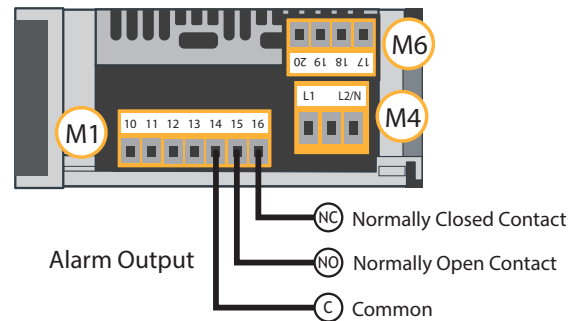 M6
20 19 18 17
L1 L2/N
M4
M1
10 11 12 13 14 15 16
NC Normally Closed Contact
Alarm Output
NO Normally Open Contact
C Common